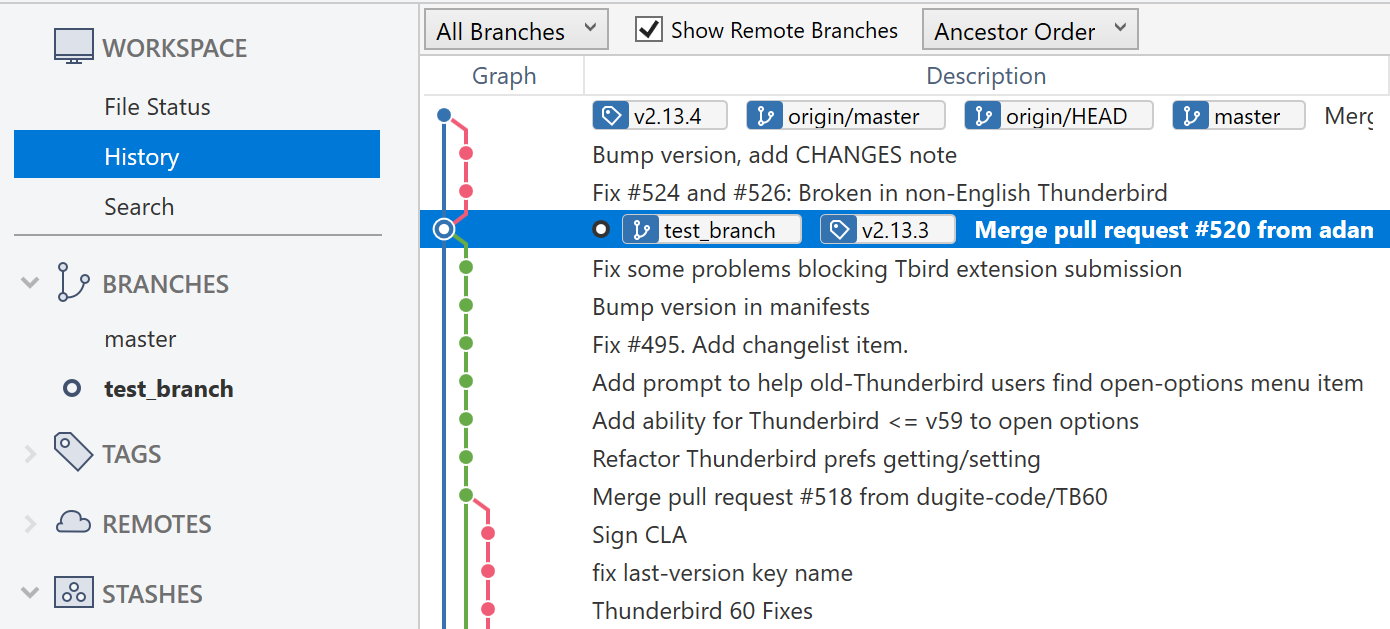 WORKSPACE
File Status
History
Search
BRANCHES
master
test_branch
TAGS
REMOTES
STASHES
All Branches Show Remote Branches Ancestor Order
Graph Description
v2.13.4 origin/master origin/HEAD master Merg
Bump version, add CHANGES note
Fix #524 and #526: Broken in non-English Thunderbird
test_branch v2.13.3 Merge pull request #520 from adan
Fix some problems blocking Tbird extension submission
Bump version in manifests
Fix #495. Add changelist item.
Add prompt to help old-Thunderbird users find open-options menu item
Add ability for Thunderbird <= v59 to open options
Refactor Thunderbird prefs getting/setting
Merge pull request #518 from dugite-code/TB60
Sign CLA
fix last-version key name
Thunderbird 60 Fixes